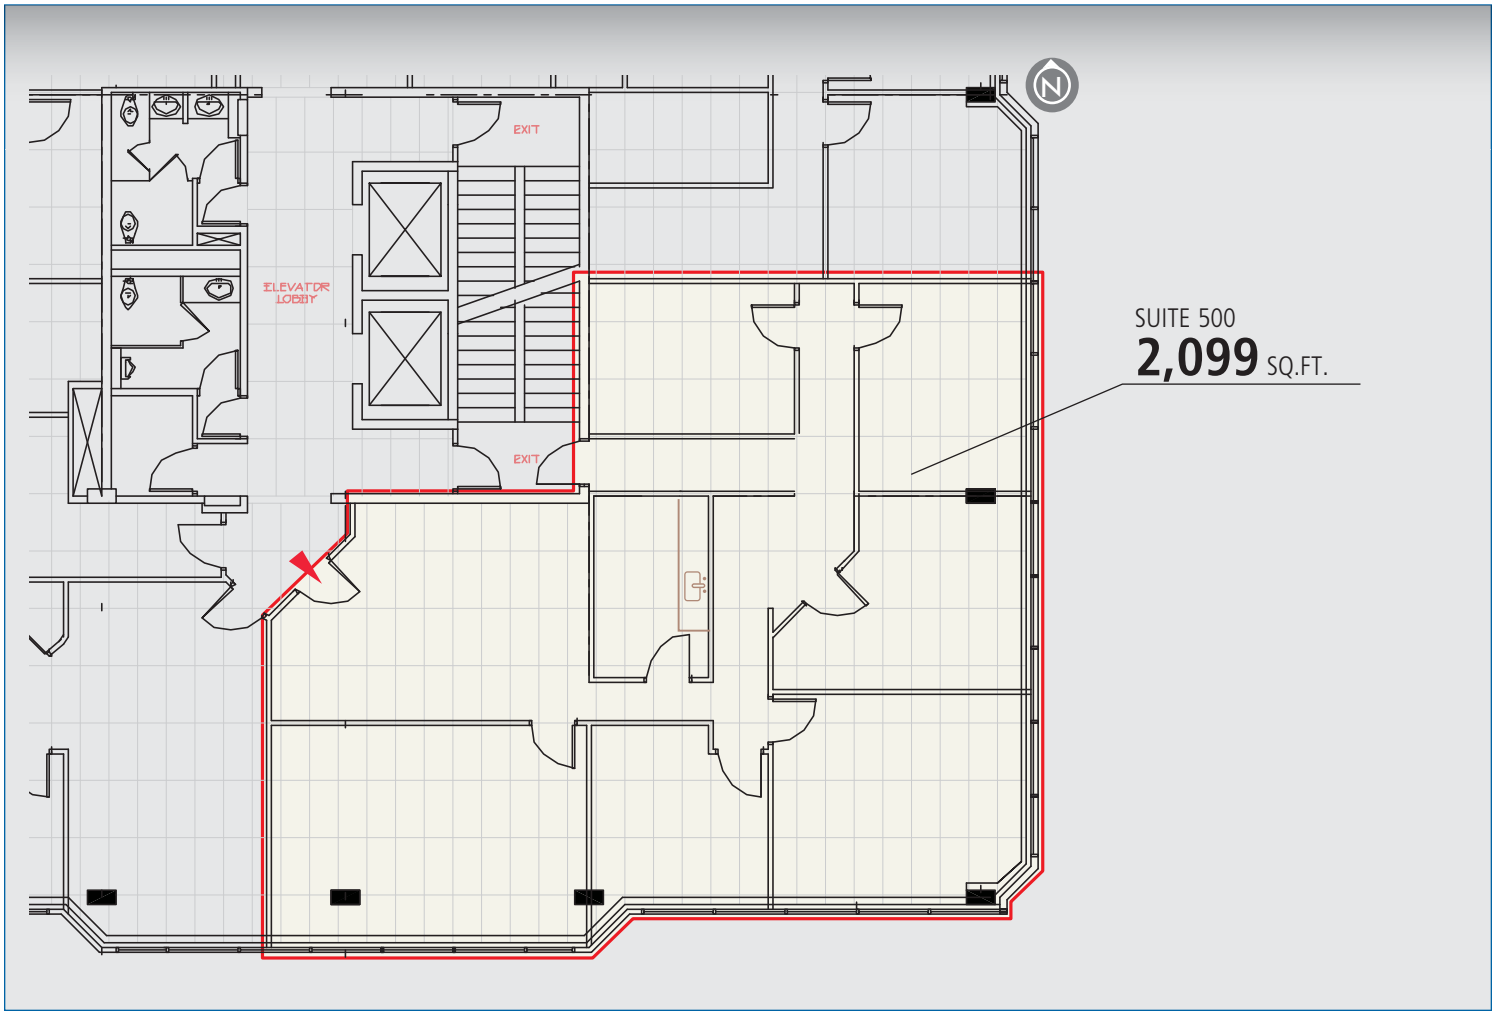 N
EXIT
ELEVATOR
LOBBY
SUITE 500
2,099 SQ.FT.
EXIT